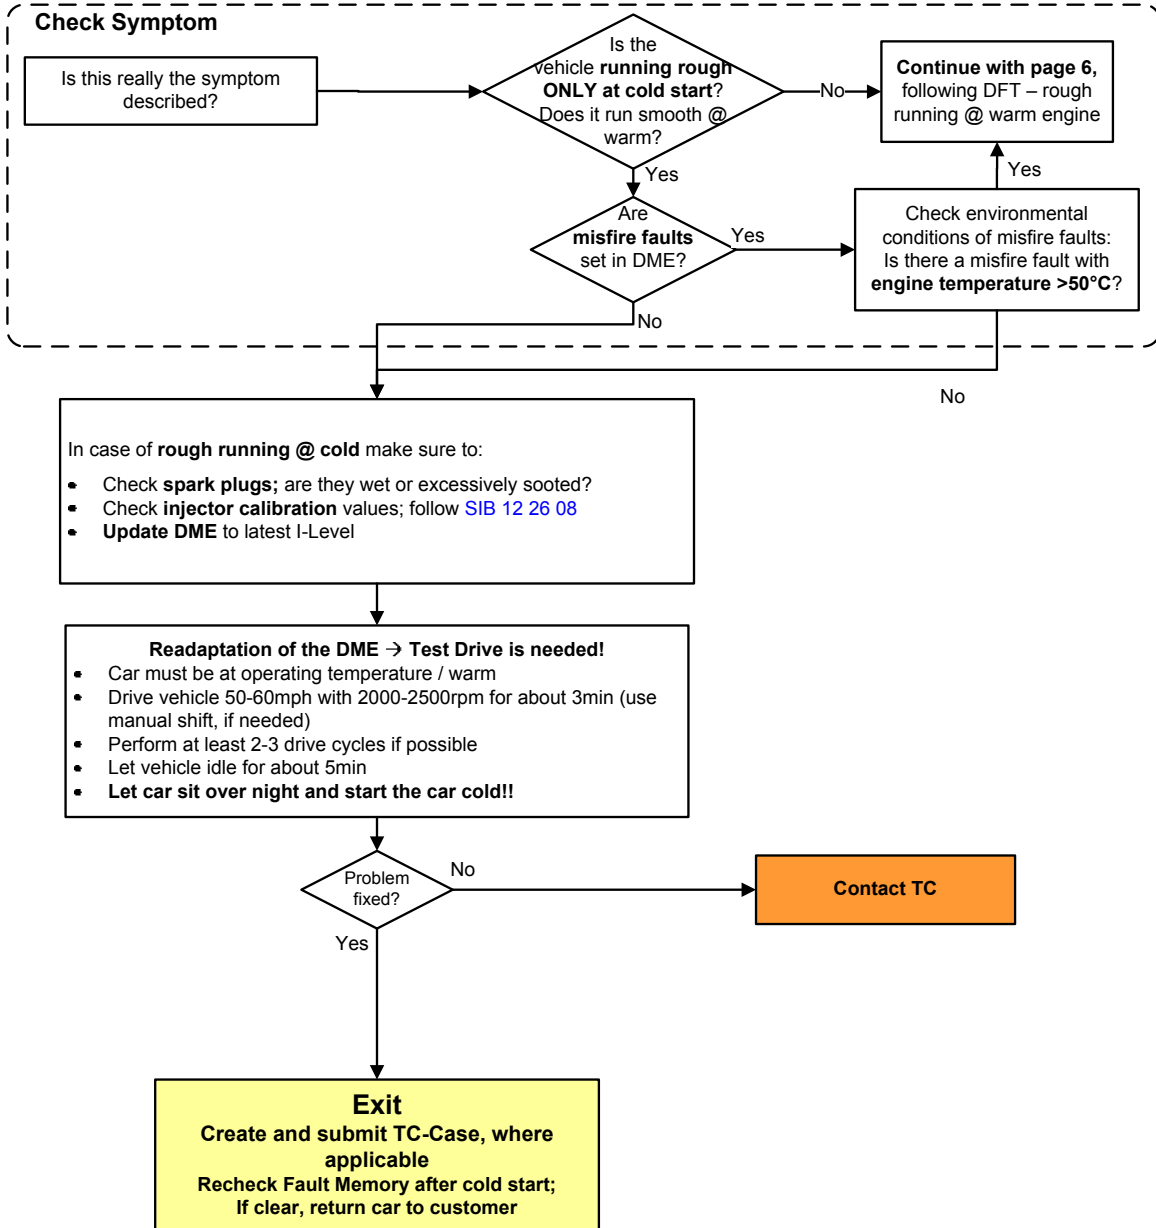 Check Symptom
Is this really the symptom
described?
Is the
vehicle running rough
ONLY at cold start?
Does it run smooth @
warm?
No
Continue with page 6,
following DFT – rough
running @ warm engine
Yes
Yes
Are
misfire faults
set in DME?
Yes
Check environmental
conditions of misfire faults:
Is there a misfire fault with
engine temperature >50°C?
No
No
In case of rough running @ cold make sure to:
• Check spark plugs; are they wet or excessively sooted?
• Check injector calibration values; follow SIB 12 26 08
• Update DME to latest I-Level
Readaptation of the DME → Test Drive is needed!
• Car must be at operating temperature / warm
• Drive vehicle 50-60mph with 2000-2500rpm for about 3min (use
manual shift, if needed)
• Perform at least 2-3 drive cycles if possible
• Let vehicle idle for about 5min
• Let car sit over night and start the car cold!!
Problem
fixed?
No
Contact TC
Yes
Exit
Create and submit TC-Case, where
applicable
Recheck Fault Memory after cold start;
If clear, return car to customer